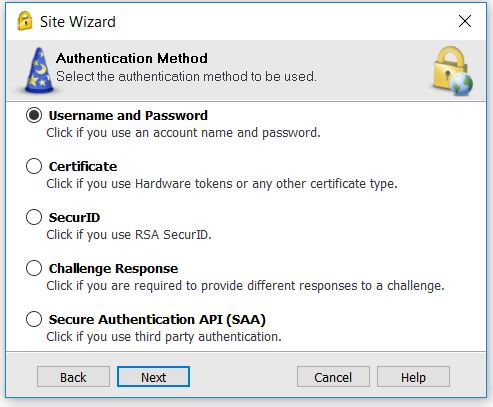 Site Wizard
Authentication Method
Select the authentication method to be used.
Username and Password
Click if you use an account name and password.
Certificate
Click if you use Hardware tokens or any other certificate type.
SecurID
Click if you use RSA SecurID.
Challenge Response
Click if you are required to provide different responses to a challenge.
Secure Authentication API (SAA)
Click if you use third party authentication.
Back Next Cancel Help